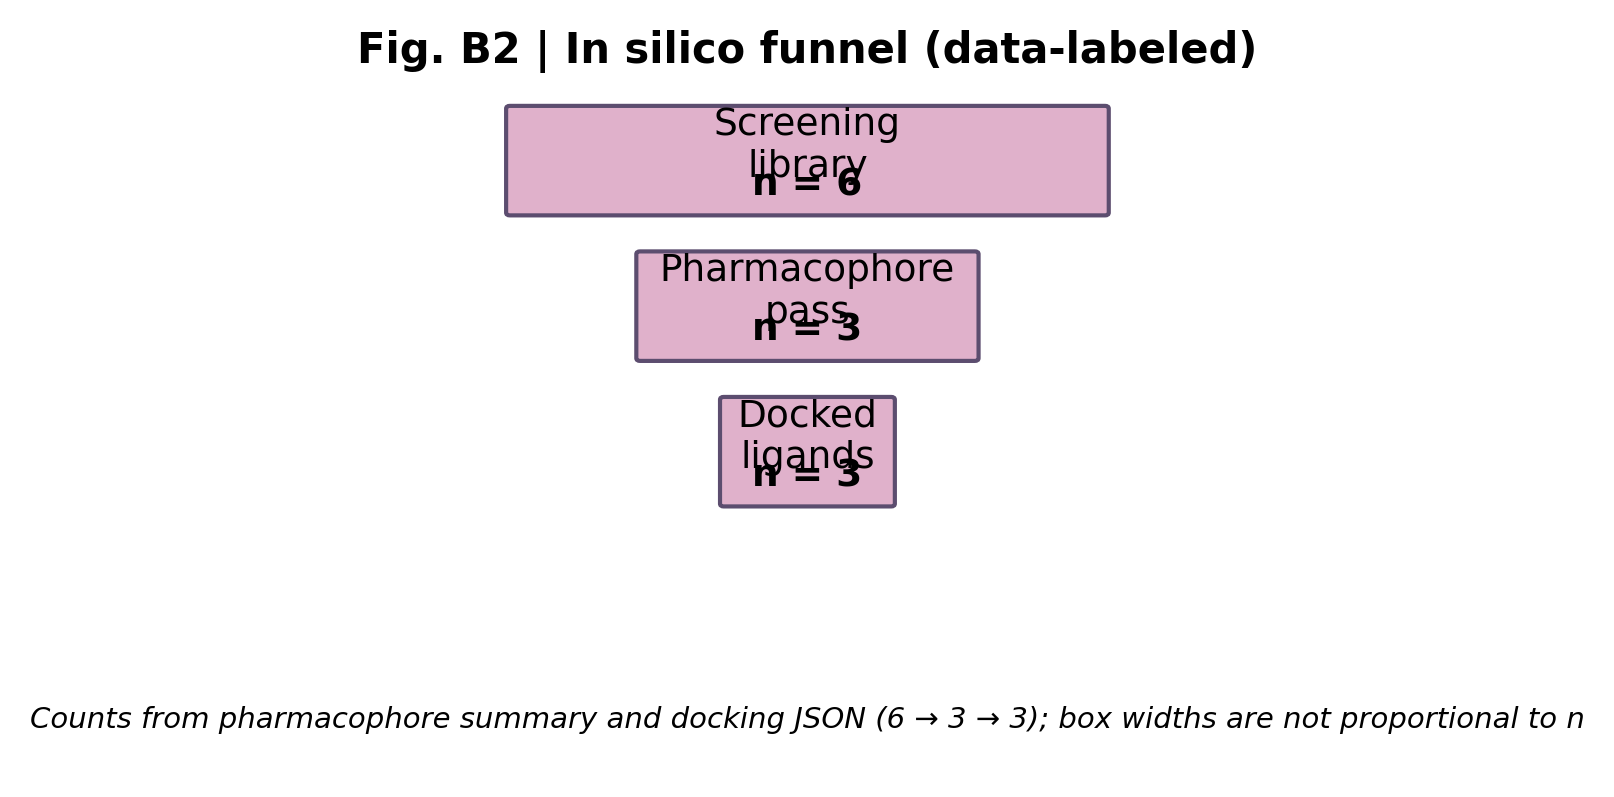 Fig. B2 | In silico funnel (data-labeled)
Screening
library
n = 6
Pharmacophore
pass
n = 3
Docked
ligands
n = 3
Counts from pharmacophore summary and docking JSON (6 → 3 → 3); box widths are not proportional to n